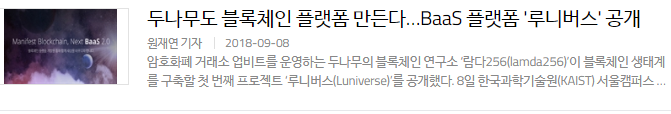 두나무도 블록체인 플랫폼 만든다...BaaS 플랫폼 '루니버스' 공개
Manifest Blockchain, Next BaaS 2.0
원재연 기자 | 2018-09-08
암호화폐 거래소 업비트를 운영하는 두나무의 블록체인 연구소 '람다256(lamda256)'이 블록체인 생태계
를 구축할 첫 번째 프로젝트 '루니버스(Luniverse)'를 공개했다. 8일 한국과학기술원(KAIST) 서울캠퍼스 ...